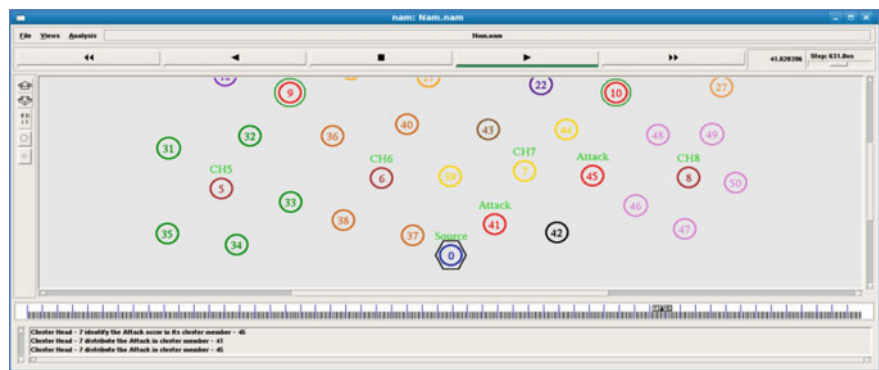 nam: Nam.nam
File Views Analysis Nam.nam
41.828396 Step: 631.0us
9 22 10 27
31 32 36 40 43 44 48 49
CH5 CH6 CH7 Attack CH8
5 6 39 7 45 8 50
33 Attack 46
35 34 38 37 41 42 47
Source
0
Cluster Head - 7 identify the Attack occur in its cluster member - 45
Cluster Head - 7 distribute the Attack in cluster member - 41
Cluster Head - 7 distribute the Attack in cluster member - 45